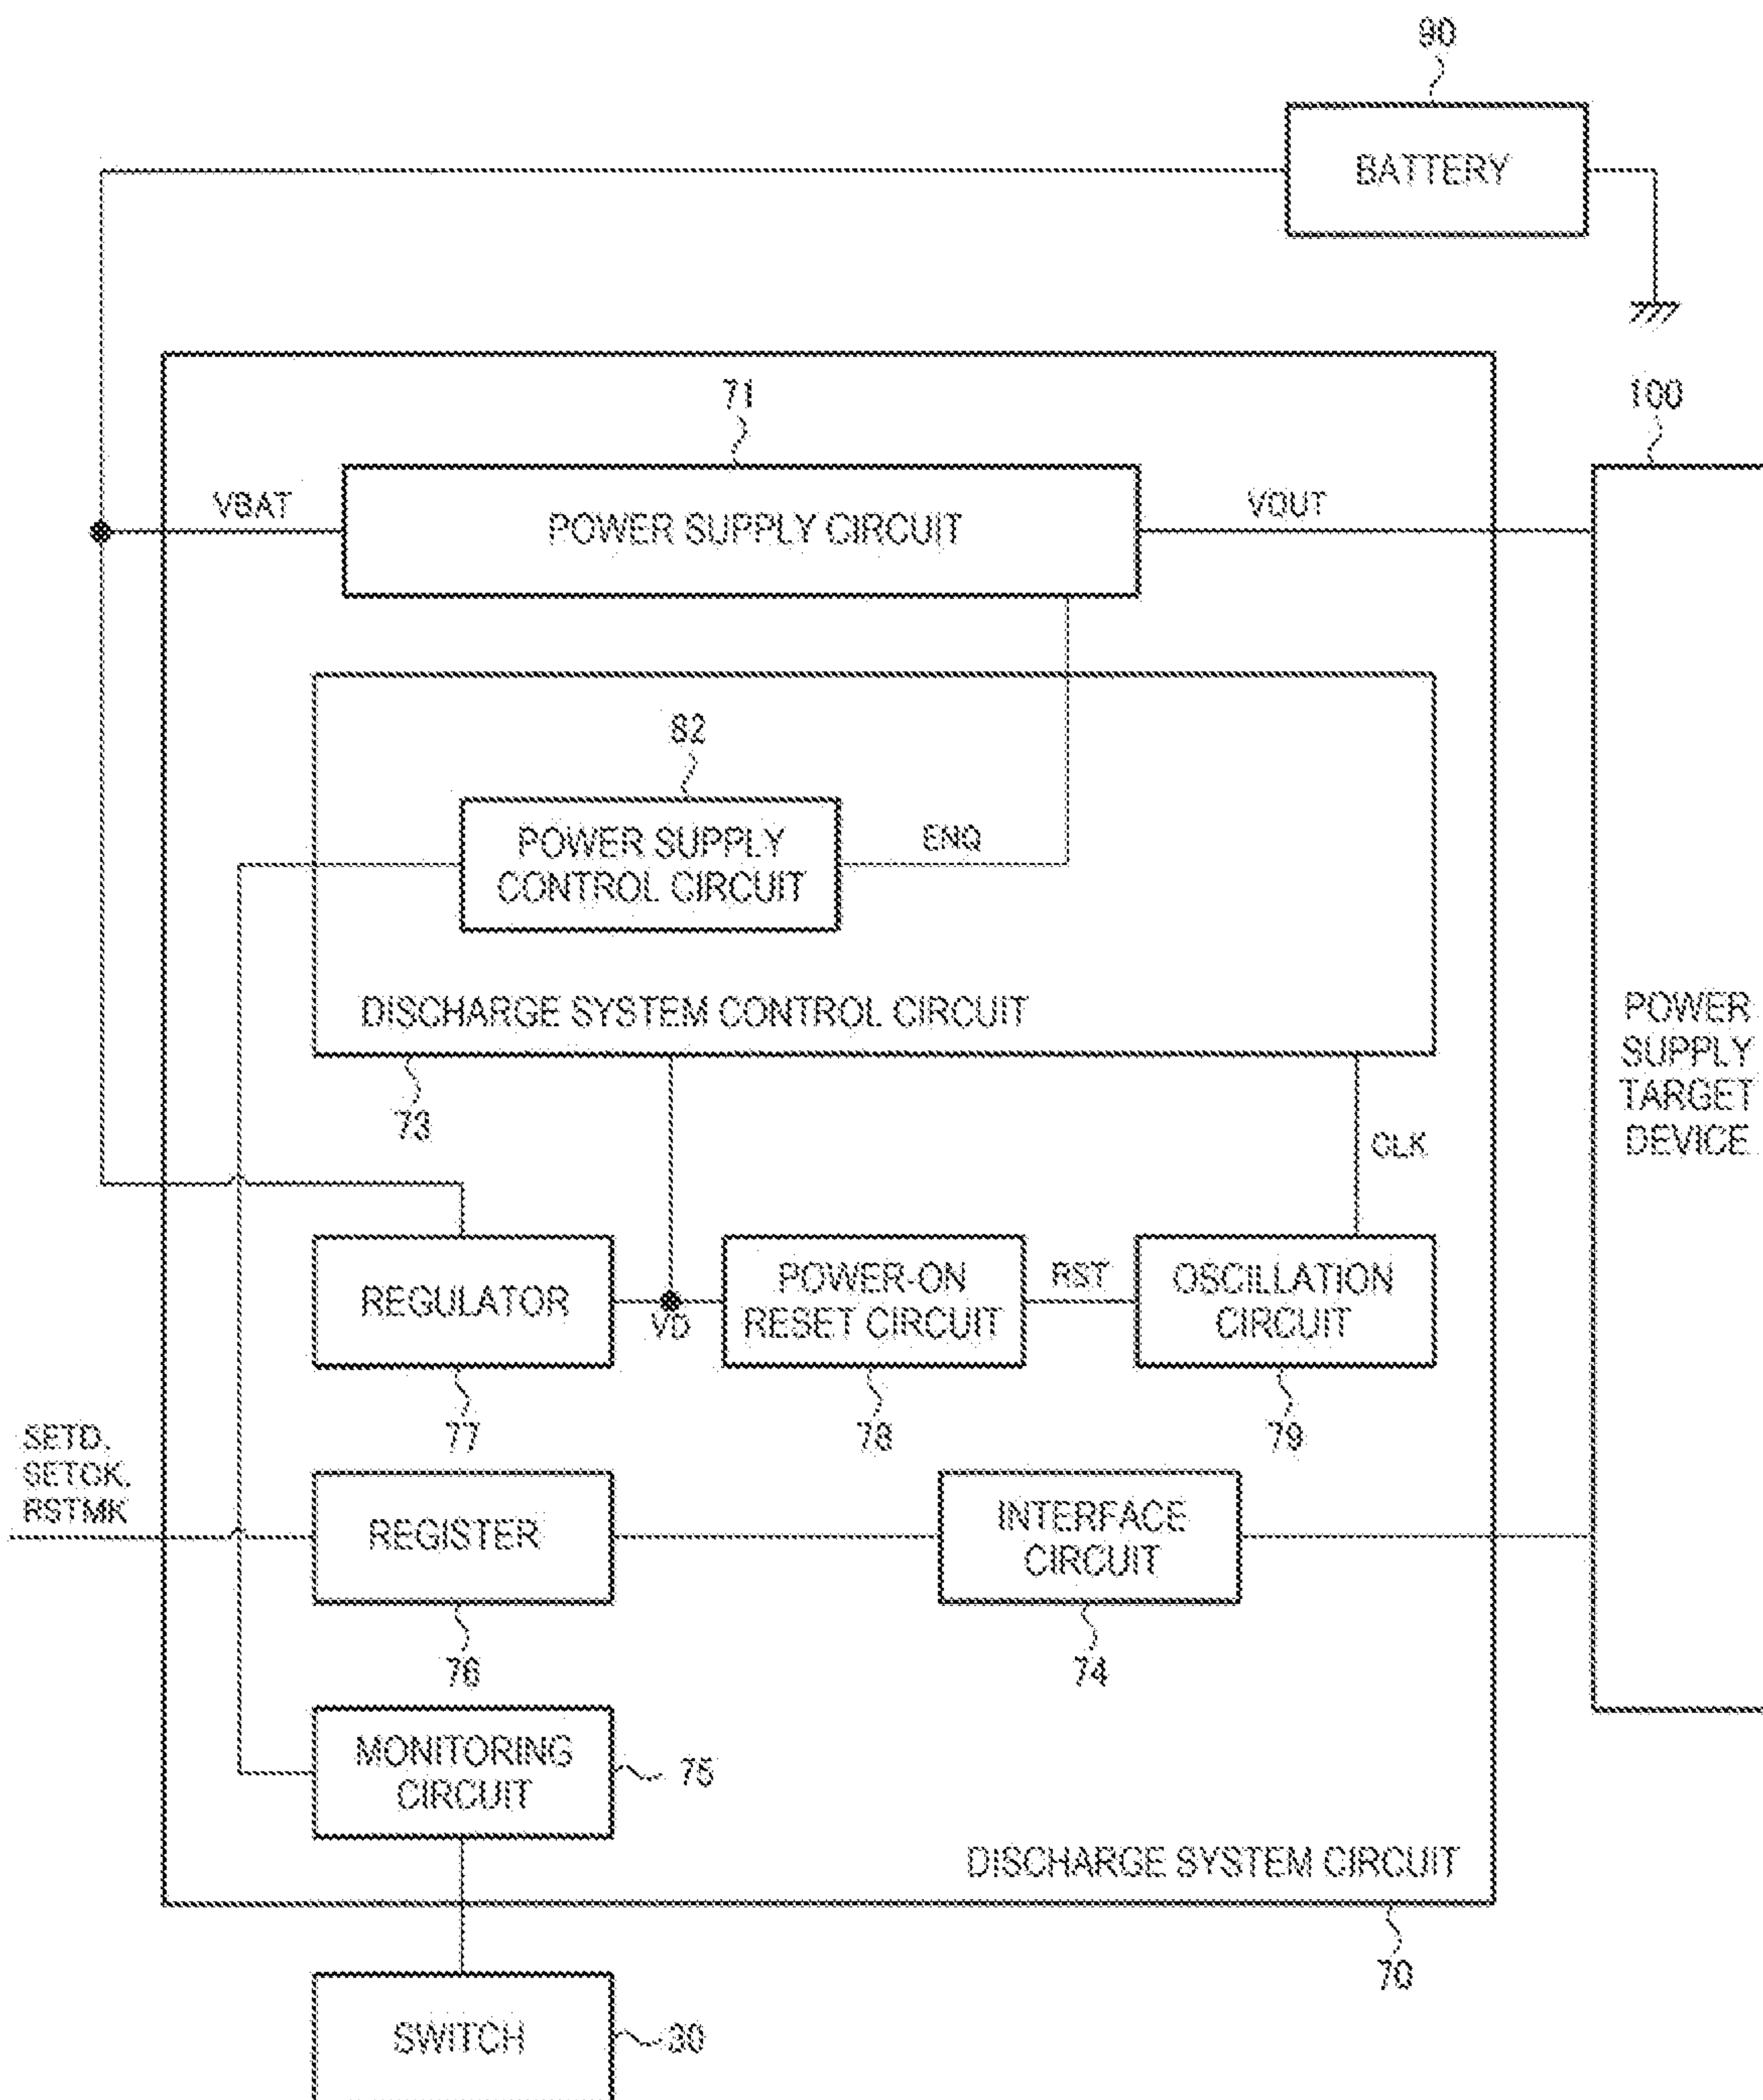 90
BATTERY
71
100
VBAT
POWER SUPPLY CIRCUIT
VOUT
82
POWER SUPPLY
CONTROL CIRCUIT
ENQ
DISCHARGE SYSTEM CONTROL CIRCUIT
73
CLK
POWER
SUPPLY
TARGET
DEVICE
REGULATOR
VD
POWER-ON
RESET CIRCUIT
RST
OSCILLATION
CIRCUIT
77
78
79
SETD,
SETCK,
RSTMK
REGISTER
INTERFACE
CIRCUIT
76
74
MONITORING
CIRCUIT
75
DISCHARGE SYSTEM CIRCUIT
70
SWITCH
30